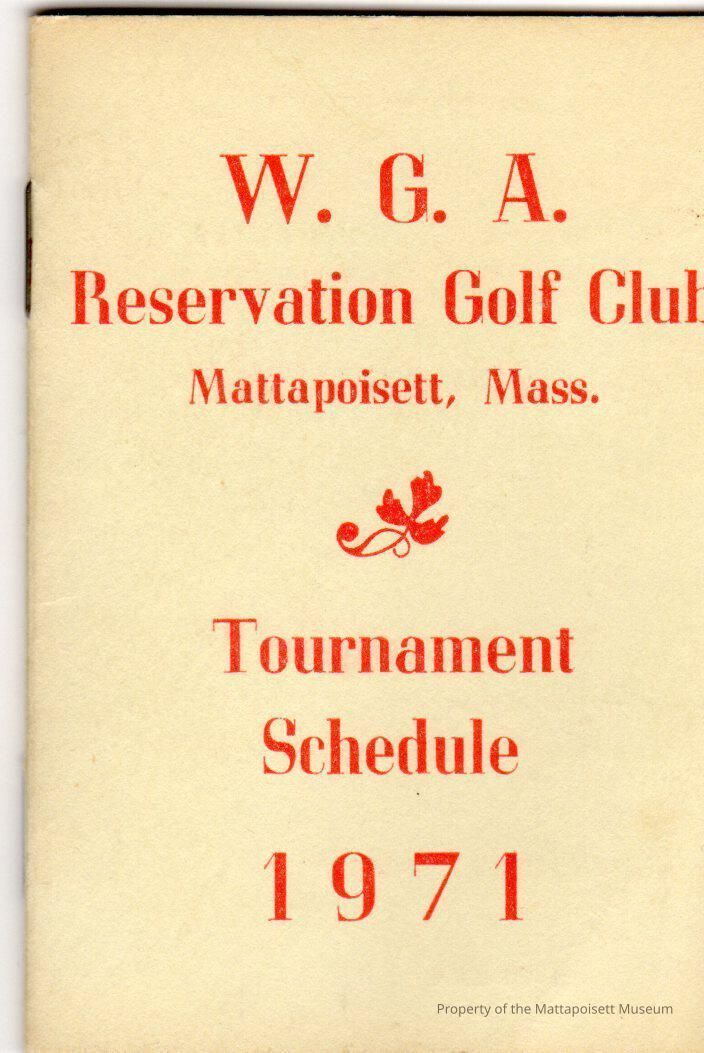 W. G. A.
Reservation Golf Club
Mattapoisett, Mass.
Tournament
Schedule
1971
Property of the Mattapoisett Museum